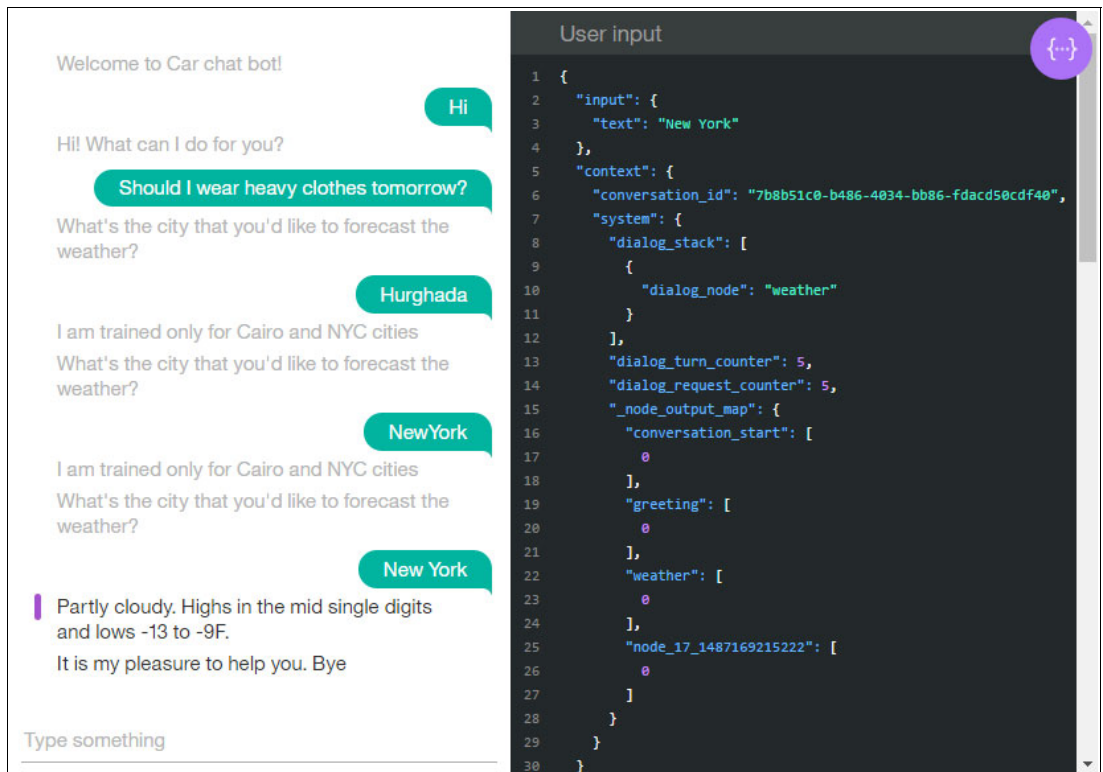 Welcome to Car chat bot!
Hi
Hi! What can I do for you?
Should I wear heavy clothes tomorrow?
What's the city that you'd like to forecast the
weather?
Hurghada
I am trained only for Cairo and NYC cities
What's the city that you'd like to forecast the
weather?
NewYork
I am trained only for Cairo and NYC cities
What's the city that you'd like to forecast the
weather?
New York
Partly cloudy. Highs in the mid single digits
and lows -13 to -9F.
It is my pleasure to help you. Bye
Type something
User input
{...}
1 {
2 "input": {
3 "text": "New York"
4 },
5 "context": {
6 "conversation_id": "7b8b51c0-b486-4034-bb86-fdacd50cdf40",
7 "system": {
8 "dialog_stack": [
9 {
10 "dialog_node": "weather"
11 }
12 ],
13 "dialog_turn_counter": 5,
14 "dialog_request_counter": 5,
15 "_node_output_map": {
16 "conversation_start": [
17 0
18 ],
19 "greeting": [
20 0
21 ],
22 "weather": [
23 0
24 ],
25 "node_17_1487169215222": [
26 0
27 ]
28 }
29 }
30 }